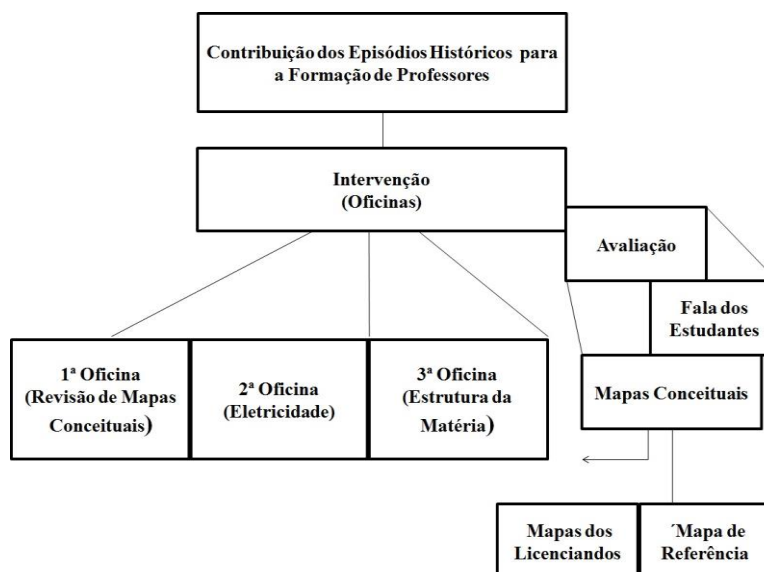 Contribuição dos Episódios Históricos para
a Formação de Professores
Intervenção
(Oficinas)
Avaliação
Fala dos
Estudantes
1ª Oficina
(Revisão de Mapas
Conceituais)
2ª Oficina
(Eletricidade)
3ª Oficina
(Estrutura da
Matéria)
Mapas Conceituais
Mapas dos
Licenciandos
´Mapa de
Referência